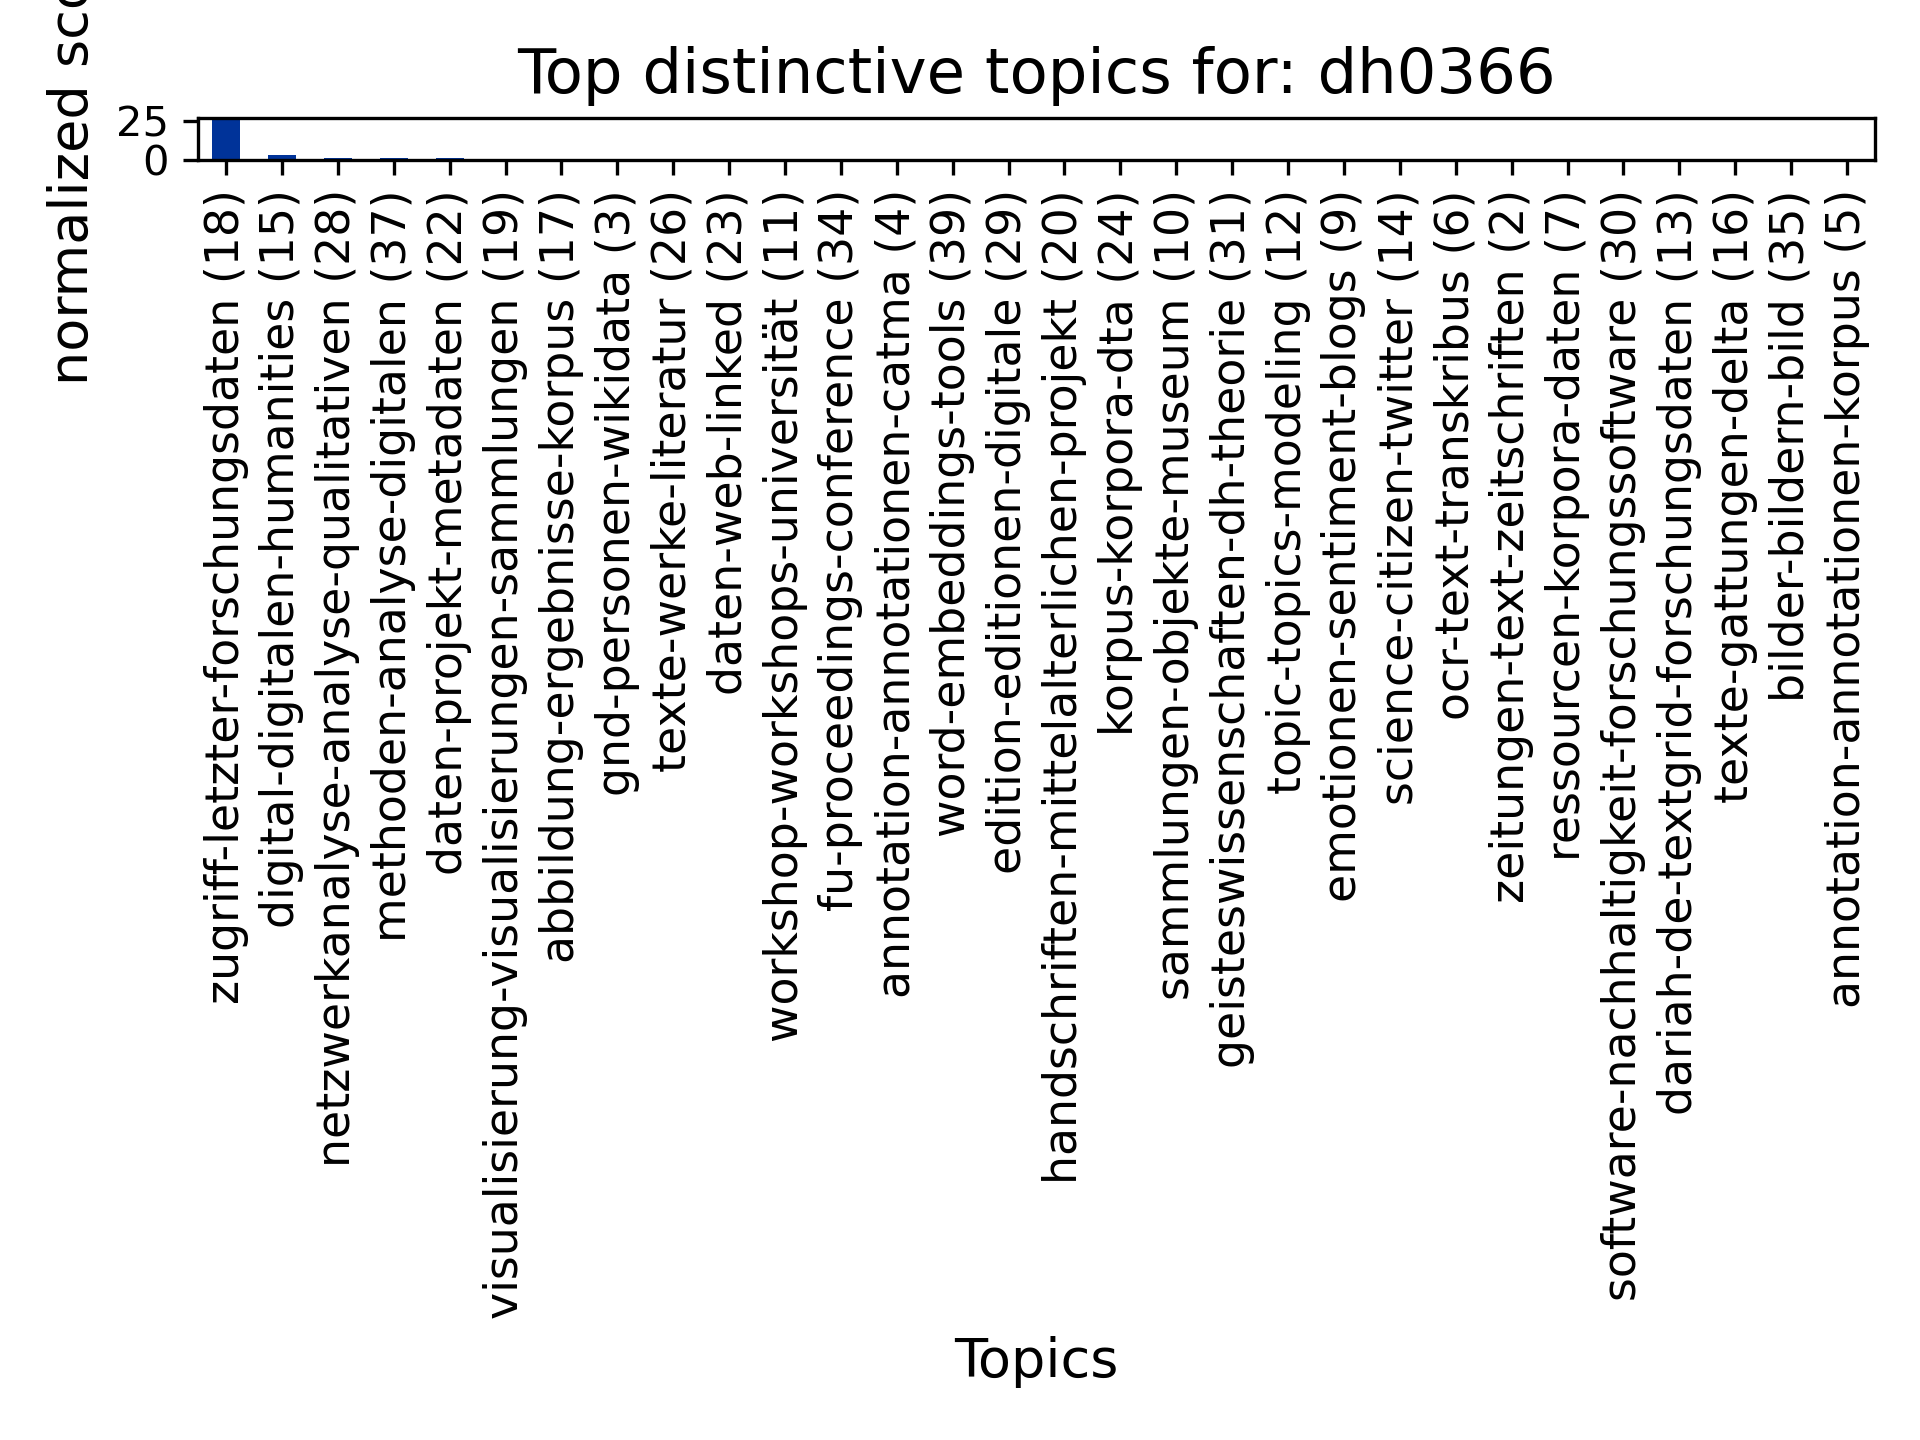 Top distinctive topics for: dh0366
normalized sco
25
0
zugriff-letzter-forschungsdaten (18)
digital-digitalen-humanities (15)
netzwerkanalyse-analyse-qualitativen (28)
methoden-analyse-digitalen (37)
daten-projekt-metadaten (22)
visualisierung-visualisierungen-sammlungen (19)
abbildung-ergebnisse-korpus (17)
gnd-personen-wikidata (3)
texte-werke-literatur (26)
daten-web-linked (23)
workshop-workshops-universität (11)
fu-proceedings-conference (34)
annotation-annotationen-catma (4)
word-embeddings-tools (39)
edition-editionen-digitale (29)
handschriften-mittelalterlichen-projekt (20)
korpus-korpora-dta (24)
sammlungen-objekte-museum (10)
geisteswissenschaften-dh-theorie (31)
topic-topics-modeling (12)
emotionen-sentiment-blogs (9)
science-citizen-twitter (14)
ocr-text-transkribus (6)
zeitungen-text-zeitschriften (2)
ressourcen-korpora-daten (7)
software-nachhaltigkeit-forschungssoftware (30)
dariah-de-textgrid-forschungsdaten (13)
texte-gattungen-delta (16)
bilder-bildern-bild (35)
annotation-annotationen-korpus (5)
Topics